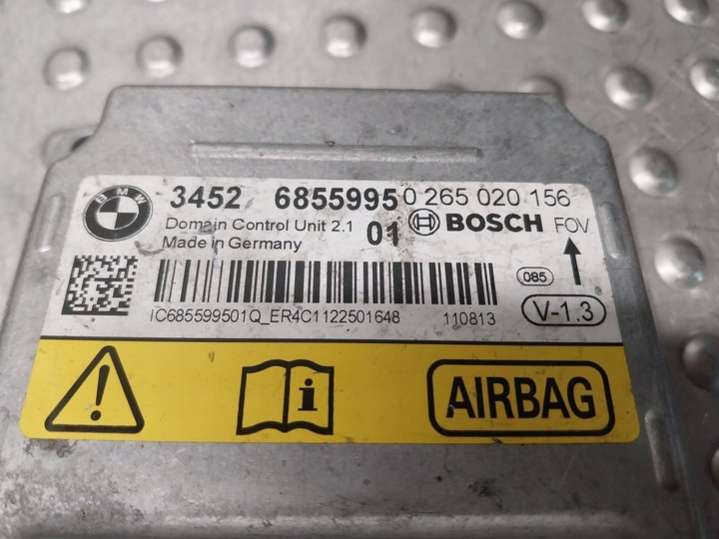 BMW
3452 6855995 0 265 020 156
Domain Control Unit 2.1 01 BOSCH FOV
Made in Germany
085
V-1.3
IC685599501Q_ER4C1122501648 110813
i
AIRBAG